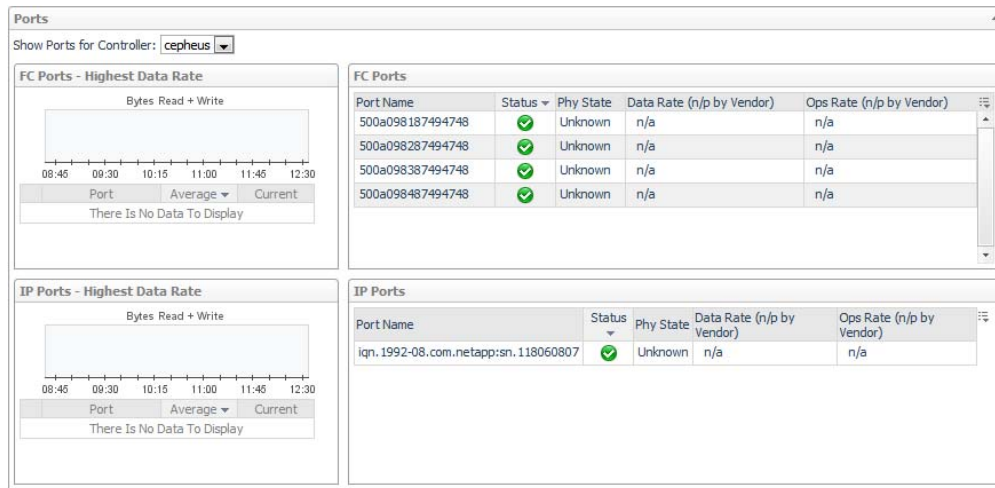 Ports
Show Ports for Controller: cepheus
FC Ports - Highest Data Rate
Bytes Read + Write
08:45 09:30 10:15 11:00 11:45 12:30
Port Average Current
There Is No Data To Display
FC Ports
Port Name Status Phy State Data Rate (n/p by Vendor) Ops Rate (n/p by Vendor)
500a098187494748 Unknown n/a n/a
500a098287494748 Unknown n/a n/a
500a098387494748 Unknown n/a n/a
500a098487494748 Unknown n/a n/a
IP Ports - Highest Data Rate
Bytes Read + Write
08:45 09:30 10:15 11:00 11:45 12:30
Port Average Current
There Is No Data To Display
IP Ports
Port Name Status Phy State Data Rate (n/p by Vendor) Ops Rate (n/p by Vendor)
iqn.1992-08.com.netapp:sn.118060807 Unknown n/a n/a